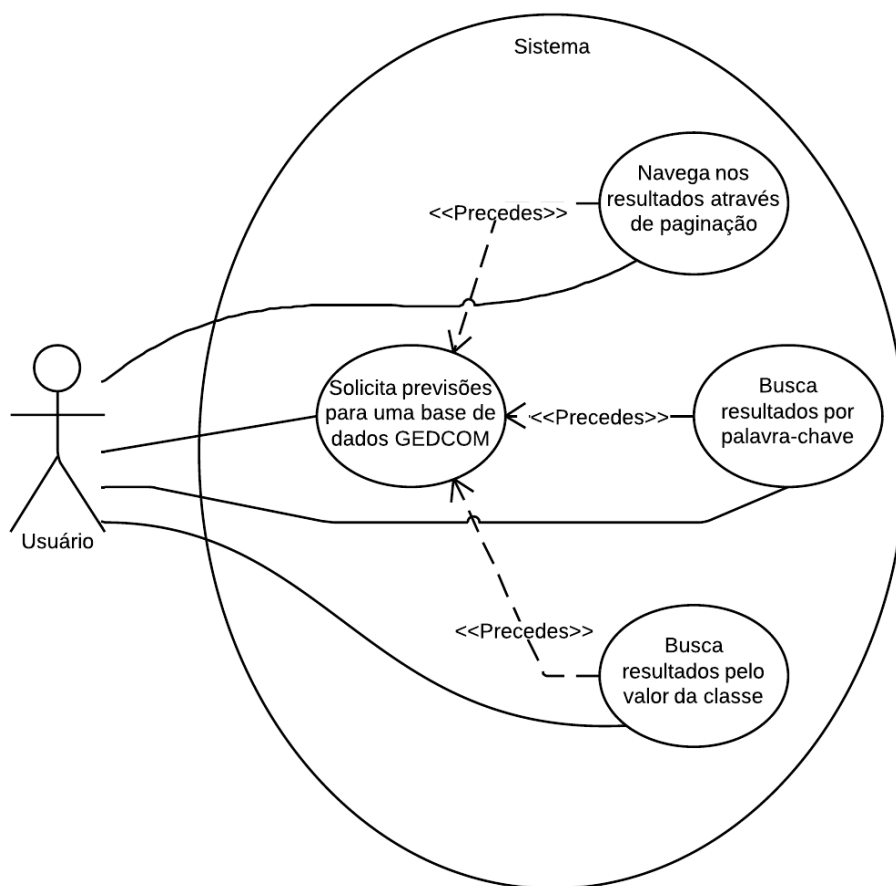 Sistema
Navega nos
resultados através
de paginação
<<Precedes>>
Solicita previsões
para uma base de
dados GEDCOM
<<Precedes>>
Busca
resultados por
palavra-chave
Usuário
<<Precedes>>
Busca
resultados pelo
valor da classe